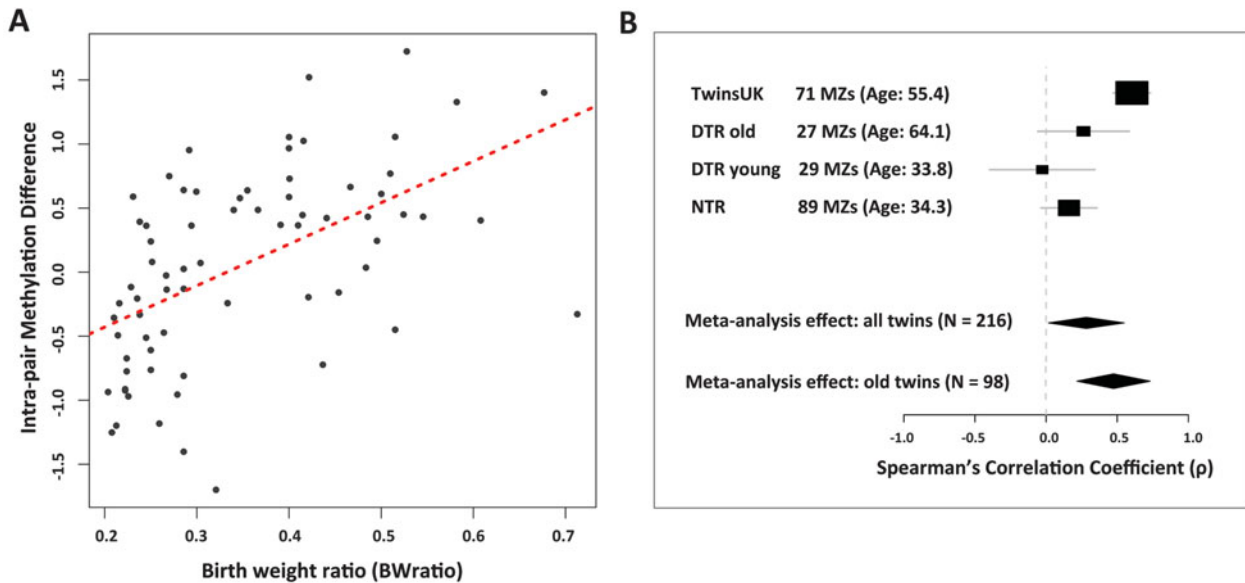 A
Intra-pair Methylation Difference
1.5
1.0
0.5
0.0
-0.5
-1.0
-1.5
0.2 0.3 0.4 0.5 0.6 0.7
Birth weight ratio (BWratio)
B
TwinsUK 71 MZs (Age: 55.4)
DTR old 27 MZs (Age: 64.1)
DTR young 29 MZs (Age: 33.8)
NTR 89 MZs (Age: 34.3)
Meta-analysis effect: all twins (N = 216)
Meta-analysis effect: old twins (N = 98)
-1.0 -0.5 0.0 0.5 1.0
Spearman's Correlation Coefficient (ρ)